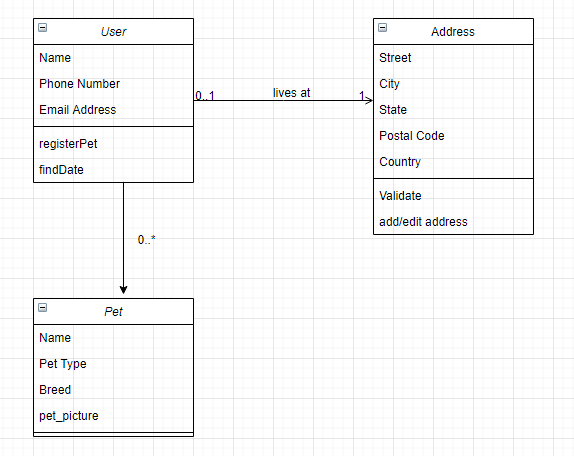 User
Name
Phone Number
Email Address
registerPet
findDate
0..1
lives at
1
Address
Street
City
State
Postal Code
Country
Validate
add/edit address
0..*
Pet
Name
Pet Type
Breed
pet_picture